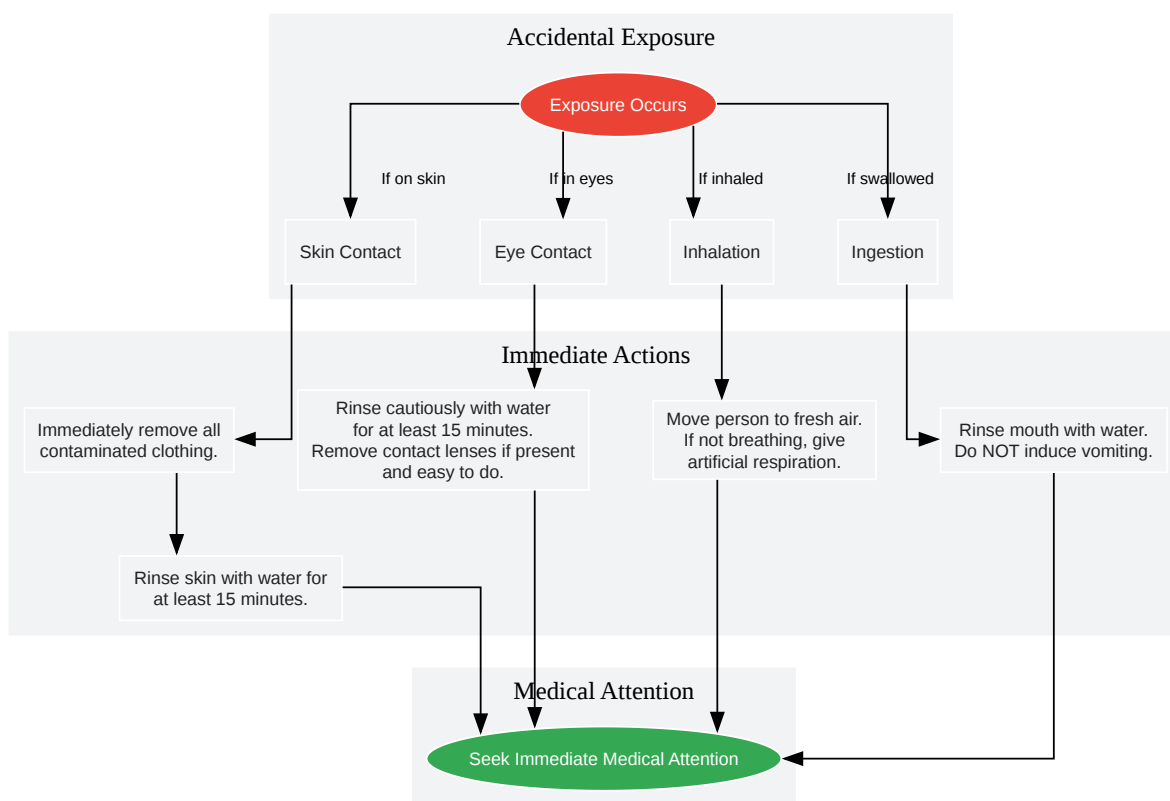 Accidental Exposure
Exposure Occurs
If on skin
If in eyes
If inhaled
If swallowed
Skin Contact
Eye Contact
Inhalation
Ingestion
Immediate Actions
Immediately remove all
contaminated clothing.
Rinse cautiously with water
for at least 15 minutes.
Remove contact lenses if present
and easy to do.
Move person to fresh air.
If not breathing, give
artificial respiration.
Rinse mouth with water.
Do NOT induce vomiting.
Rinse skin with water for
at least 15 minutes.
Medical Attention
Seek Immediate Medical Attention